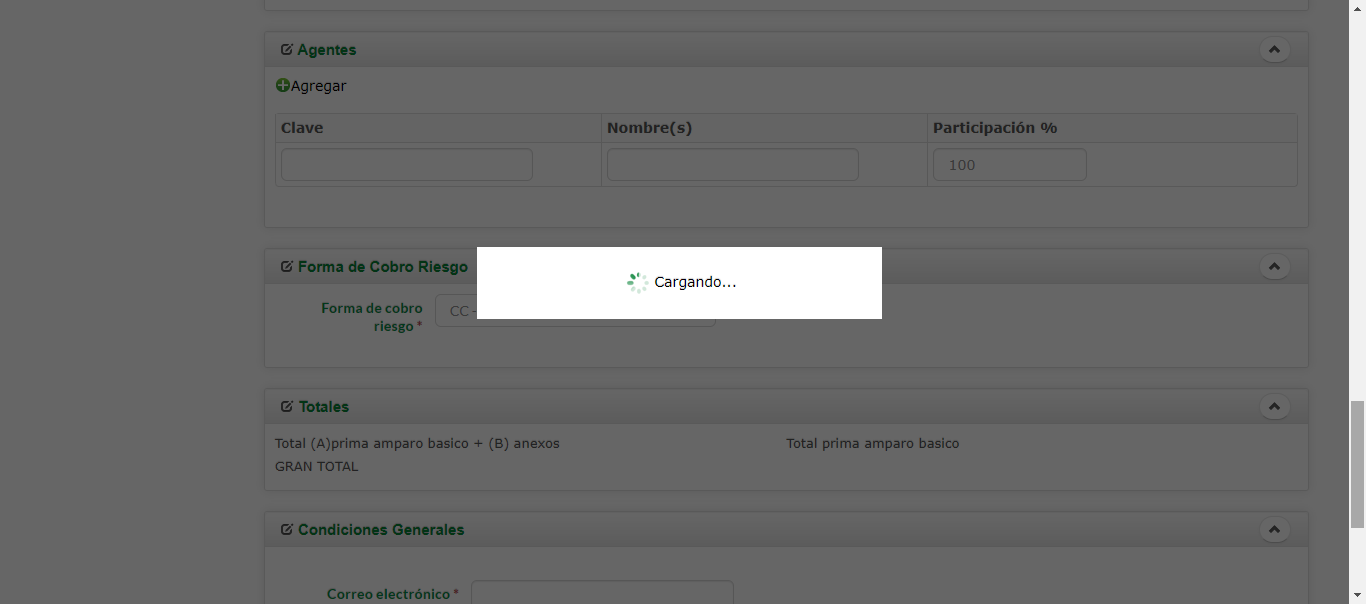 Agentes
Agregar
Clave Nombre(s) Participación %
100
Forma de Cobro Riesgo
Cargando...
Forma de cobro
riesgo * CC -
Totales
Total (A)prima amparo basico + (B) anexos Total prima amparo basico
GRAN TOTAL
Condiciones Generales
Correo electrónico *